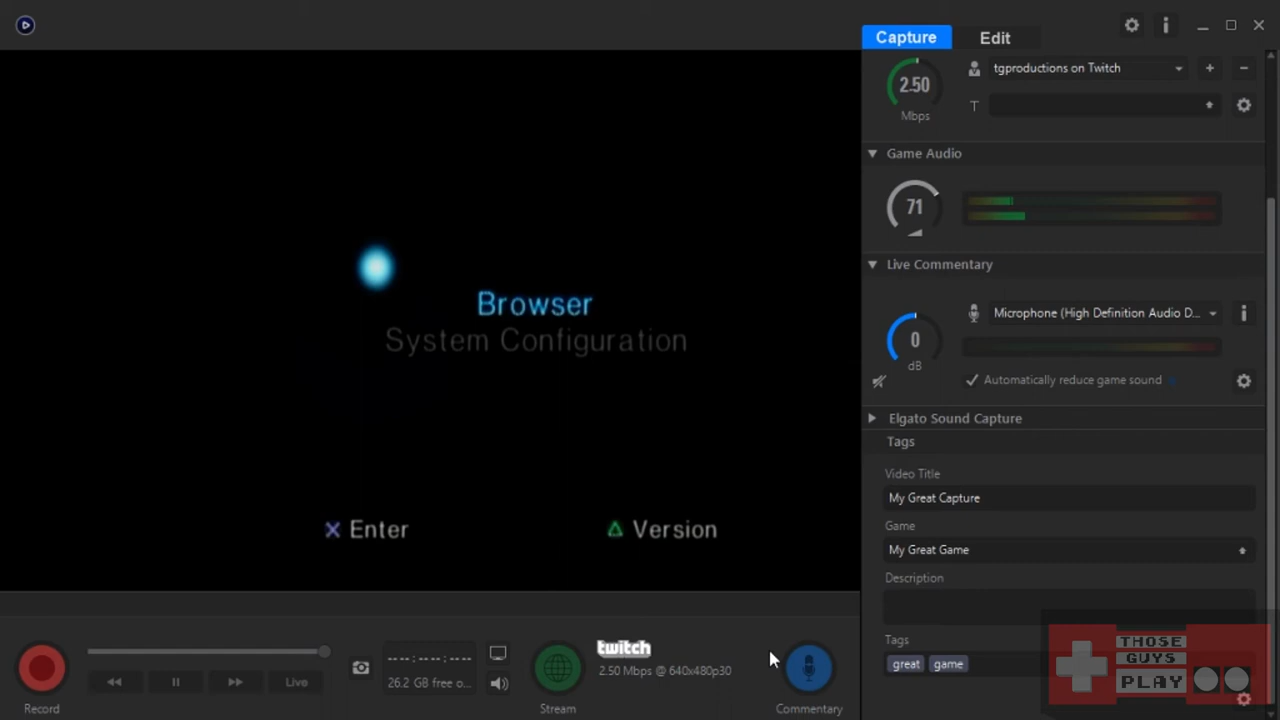 Capture
Edit
2.50
Mbps
tgproductions on Twitch
T
Game Audio
71
Live Commentary
0
dB
Microphone (High Definition Audio D...
Automatically reduce game sound
Elgato Sound Capture
Tags
Video Title
My Great Capture
Game
My Great Game
Description
Tags
great game
Browser
System Configuration
Enter
Version
Record
Live
--:--:--
26.2 GB free o...
Stream
twitch
2.50 Mbps @ 640x480p30
Commentary
THOSE
GUYS
PLAY